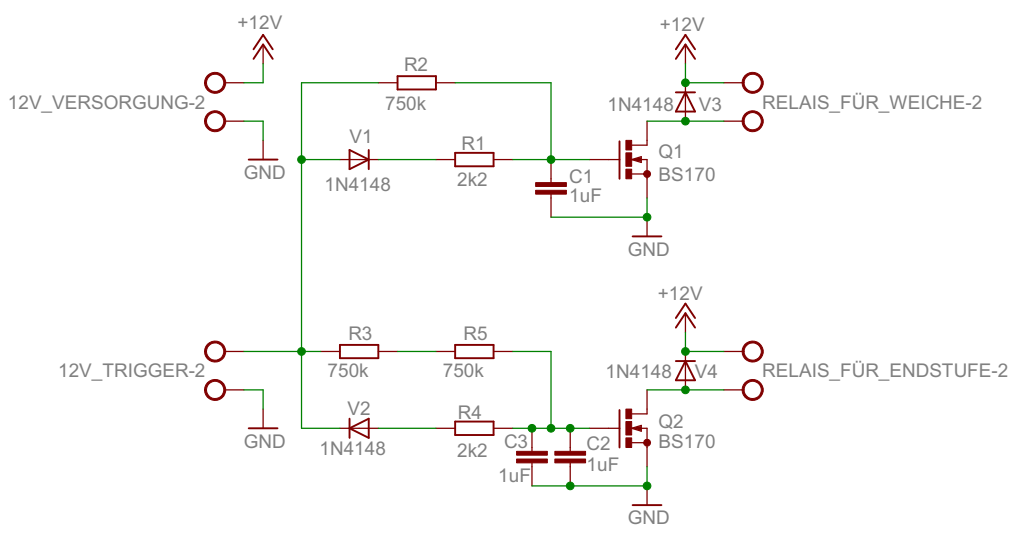 +12V
12V_VERSORGUNG-2
GND
R2
750k
V1
1N4148
R1
2k2
C1
1uF
+12V
1N4148
V3
RELAIS_FÜR_WEICHE-2
Q1
BS170
GND
12V_TRIGGER-2
GND
R3
750k
R5
750k
V2
1N4148
R4
2k2
C3
1uF
C2
1uF
+12V
1N4148
V4
RELAIS_FÜR_ENDSTUFE-2
Q2
BS170
GND